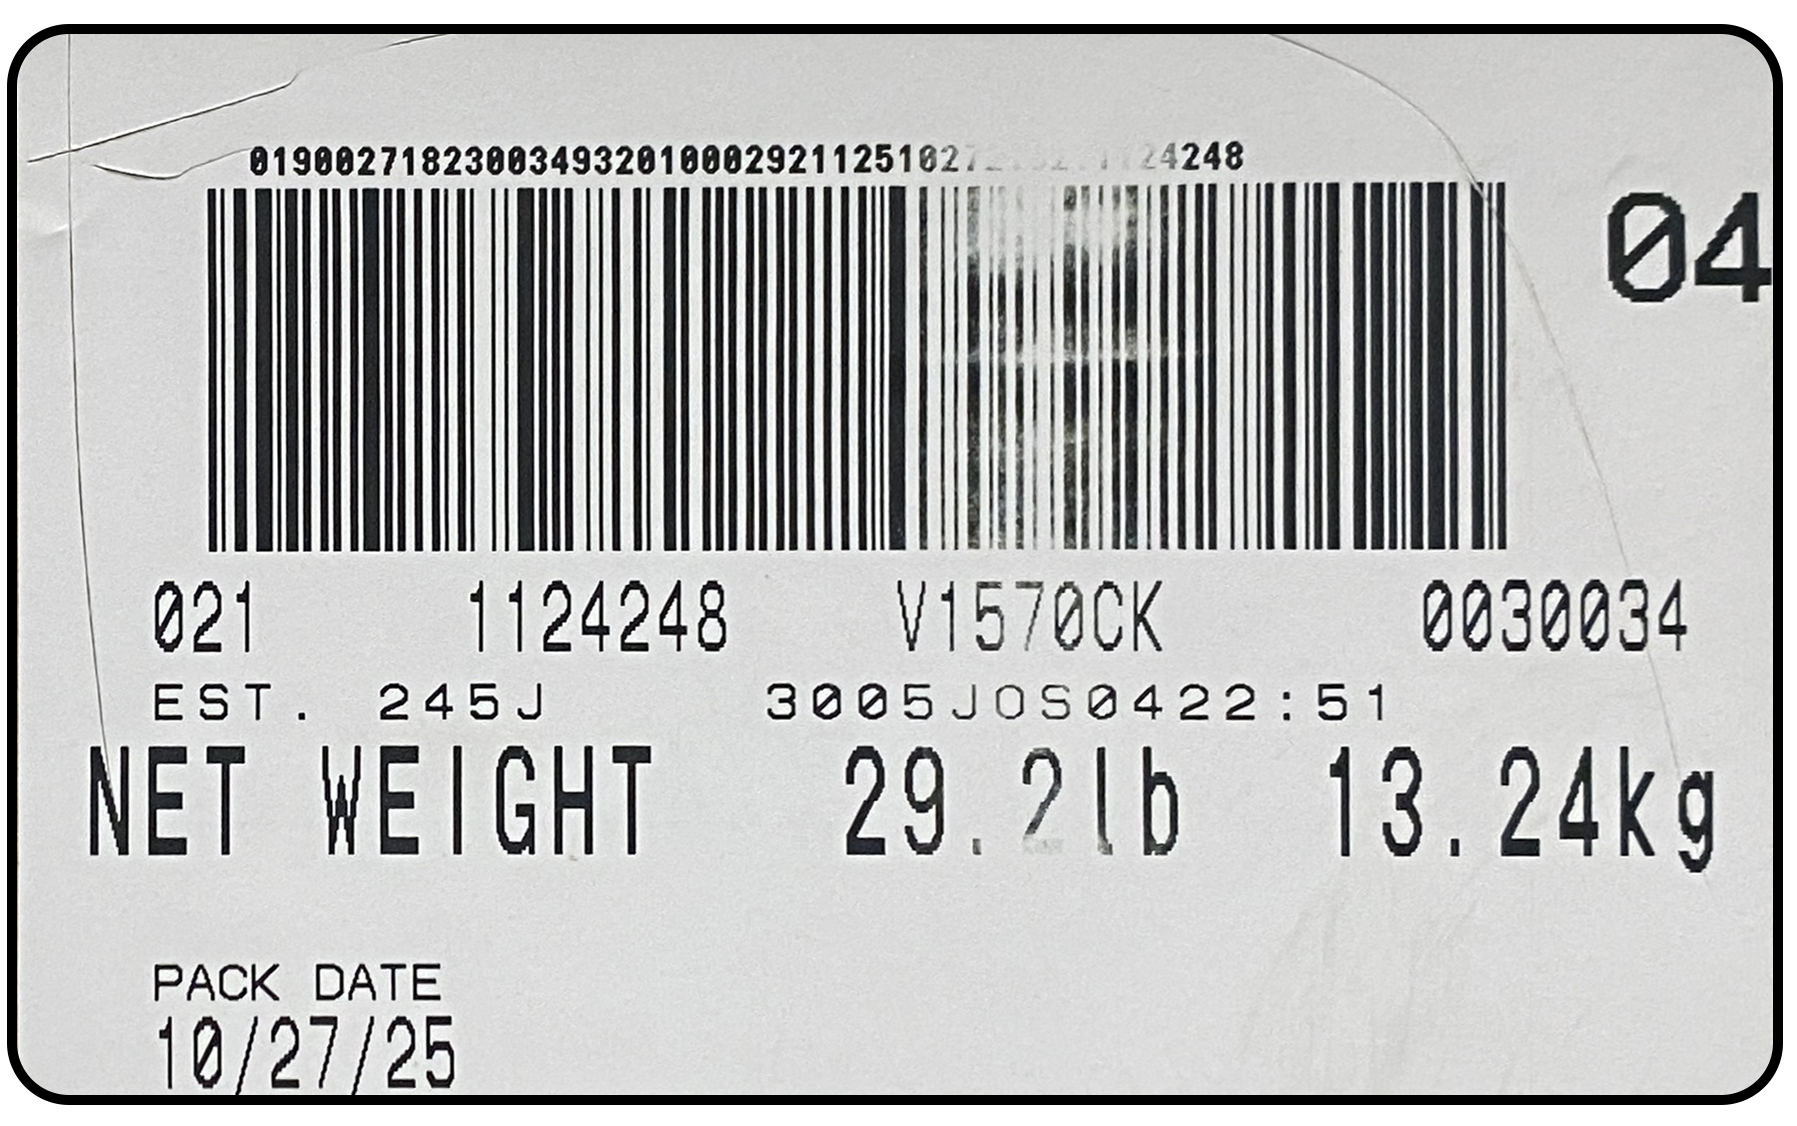 04
021 1124248 V1570CK 0030034
EST. 245J 3005JOS0422:51
NET WEIGHT 29.2lb 13.24kg
PACK DATE
10/27/25